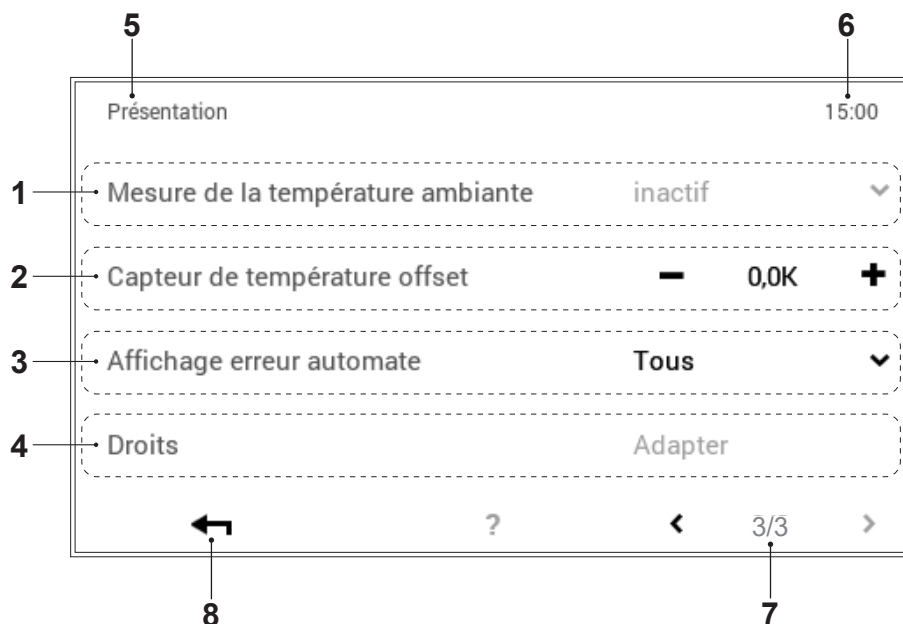 5 6
Présentation 15:00
1 Mesure de la température ambiante inactif
2 Capteur de température offset − 0,0K +
3 Affichage erreur automate Tous
4 Droits Adapter
? < 3/3 >
8 7